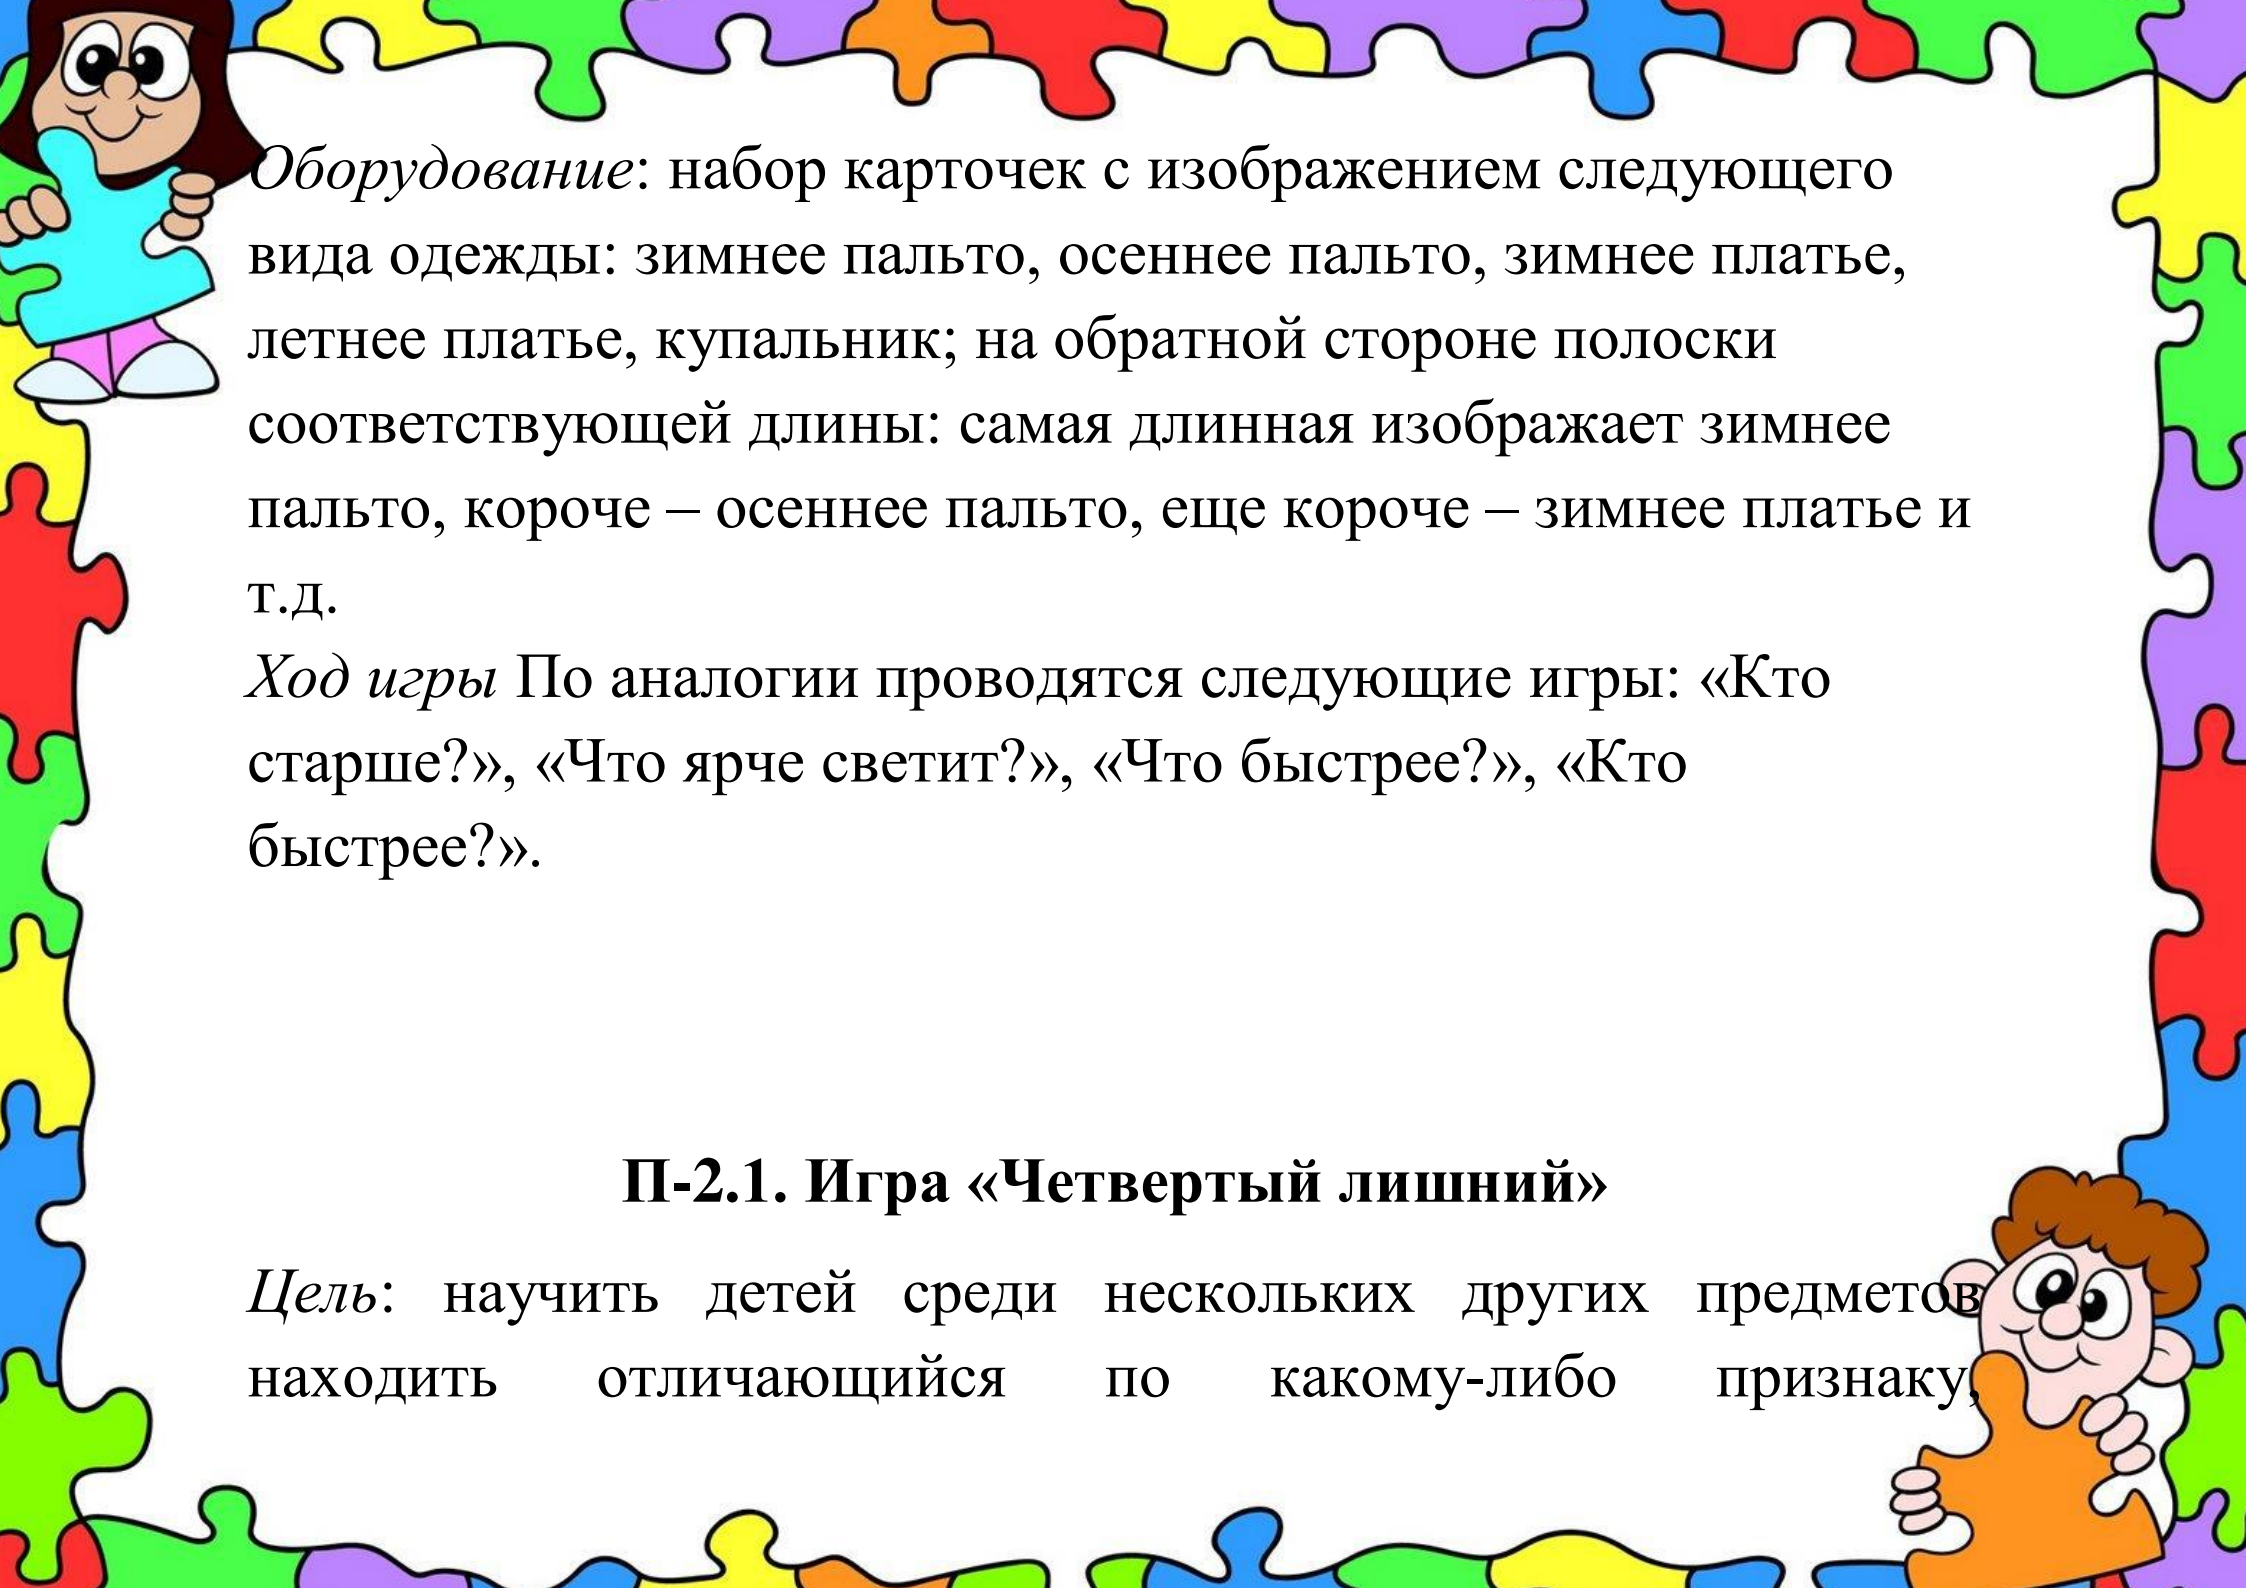 Оборудование: набор карточек с изображением следующего
вида одежды: зимнее пальто, осеннее пальто, зимнее платье,
летнее платье, купальник; на обратной стороне полоски
соответствующей длины: самая длинная изображает зимнее
пальто, короче – осеннее пальто, еще короче – зимнее платье и
т.д.
Ход игры По аналогии проводятся следующие игры: «Кто
старше?», «Что ярче светит?», «Что быстрее?», «Кто
быстрее?».
П-2.1. Игра «Четвертый лишний»
Цель: научить детей среди нескольких других предметов
находить отличающийся по какому-либо признаку,